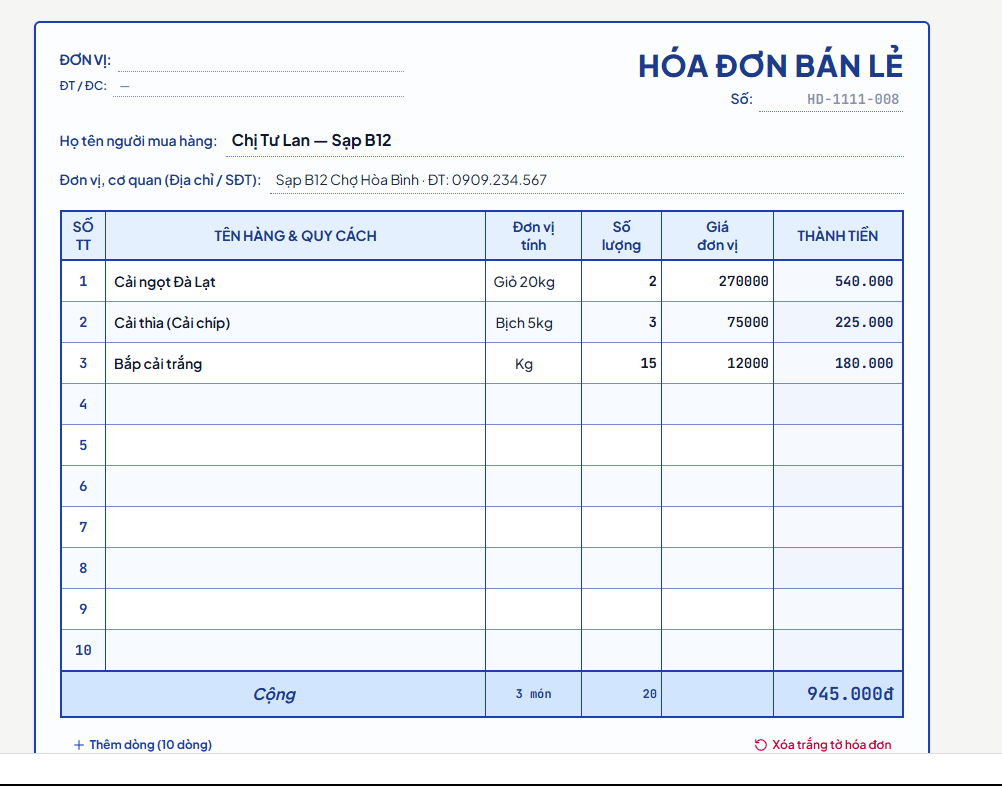 ĐƠN VỊ:
HÓA ĐƠN BÁN LẺ
ĐT / ĐC: —
Số: HD-1111-008
Họ tên người mua hàng: Chị Tư Lan — Sạp B12
Đơn vị, cơ quan (Địa chỉ / SĐT): Sạp B12 Chợ Hòa Bình · ĐT: 0909.234.567
SỐ TT TÊN HÀNG & QUY CÁCH Đơn vị tính Số lượng Giá đơn vị THÀNH TIỀN
1 Cải ngọt Đà Lạt Giỏ 20kg 2 270000 540.000
2 Cải thìa (Cải chíp) Bịch 5kg 3 75000 225.000
3 Bắp cải trắng Kg 15 12000 180.000
4
5
6
7
8
9
10
Cộng 3 món 20 945.000đ
+ Thêm dòng (10 dòng) Xóa trắng tờ hóa đơn